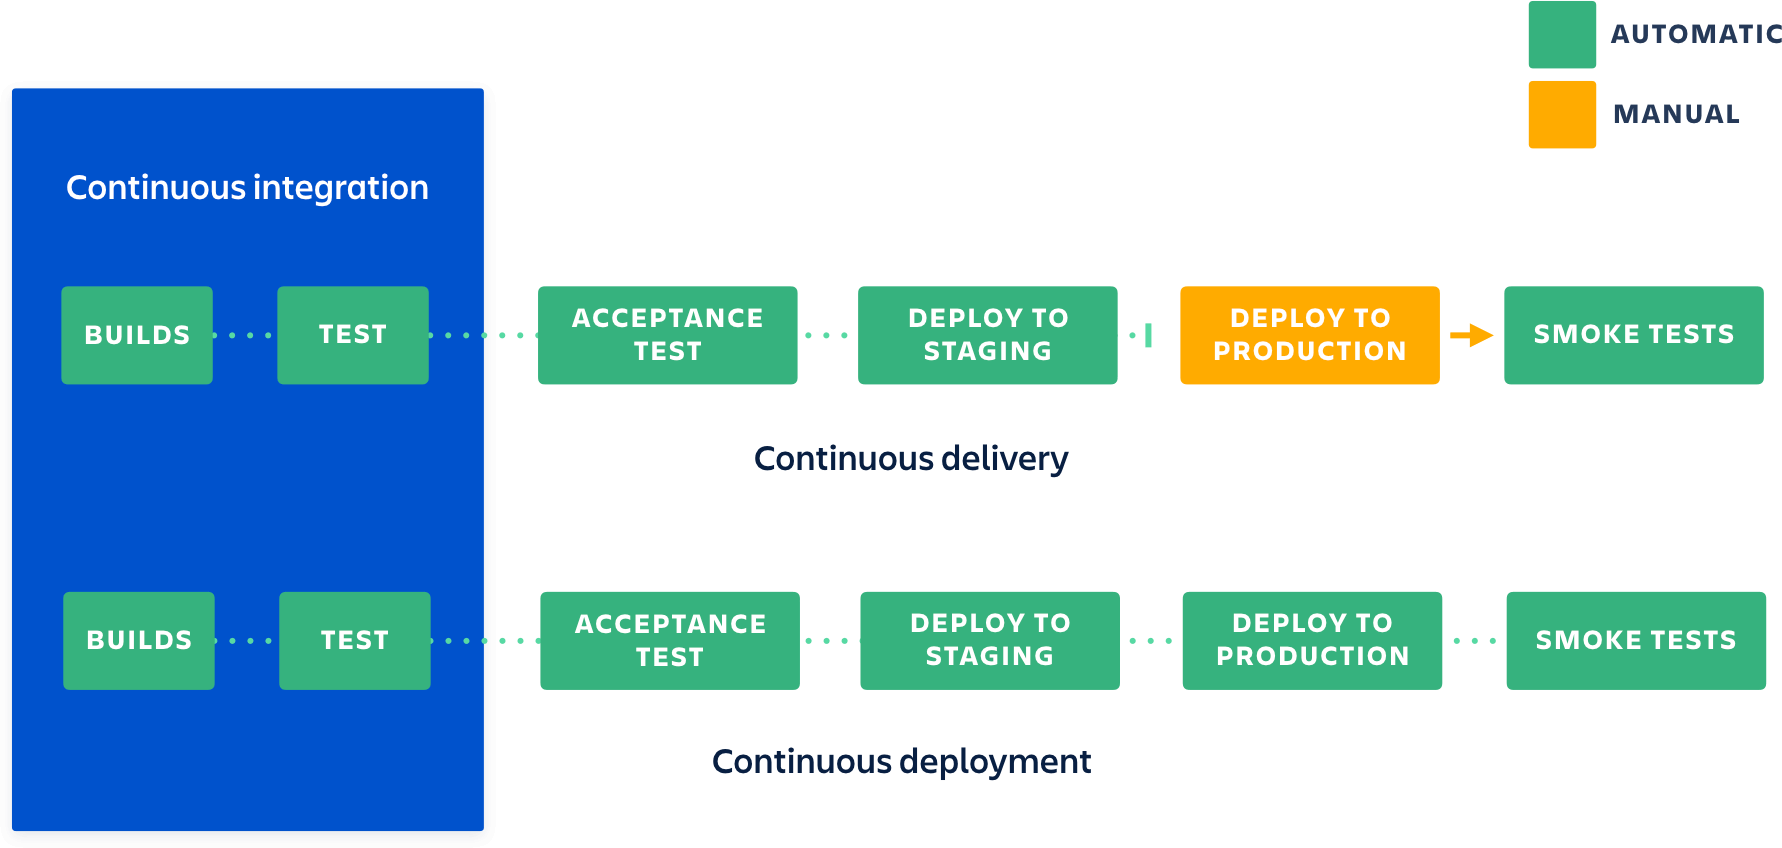 AUTOMATIC
MANUAL
Continuous integration
BUILDS
TEST
ACCEPTANCE
TEST
DEPLOY TO
STAGING
DEPLOY TO
PRODUCTION
SMOKE TESTS
Continuous delivery
BUILDS
TEST
ACCEPTANCE
TEST
DEPLOY TO
STAGING
DEPLOY TO
PRODUCTION
SMOKE TESTS
Continuous deployment